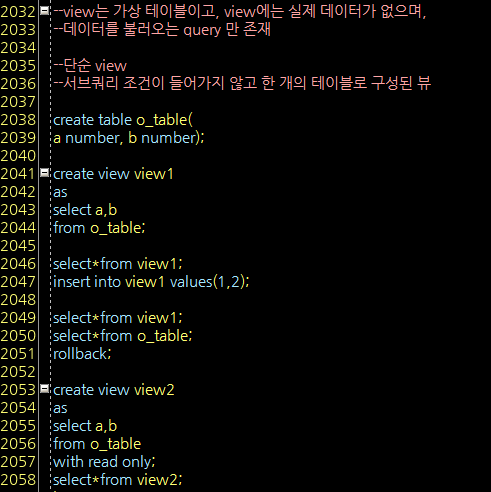 2032 --view는 가상 테이블이고, view에는 실제 데이터가 없으며,
2033 --데이터를 불러오는 query 만 존재
2034
2035 --단순 view
2036 --서브쿼리 조건이 들어가지 않고 한 개의 테이블로 구성된 뷰
2037
2038 create table o_table(
2039 a number, b number);
2040
2041 create view view1
2042 as
2043 select a,b
2044 from o_table;
2045
2046 select*from view1;
2047 insert into view1 values(1,2);
2048
2049 select*from view1;
2050 select*from o_table;
2051 rollback;
2052
2053 create view view2
2054 as
2055 select a,b
2056 from o_table
2057 with read only;
2058 select*from view2;